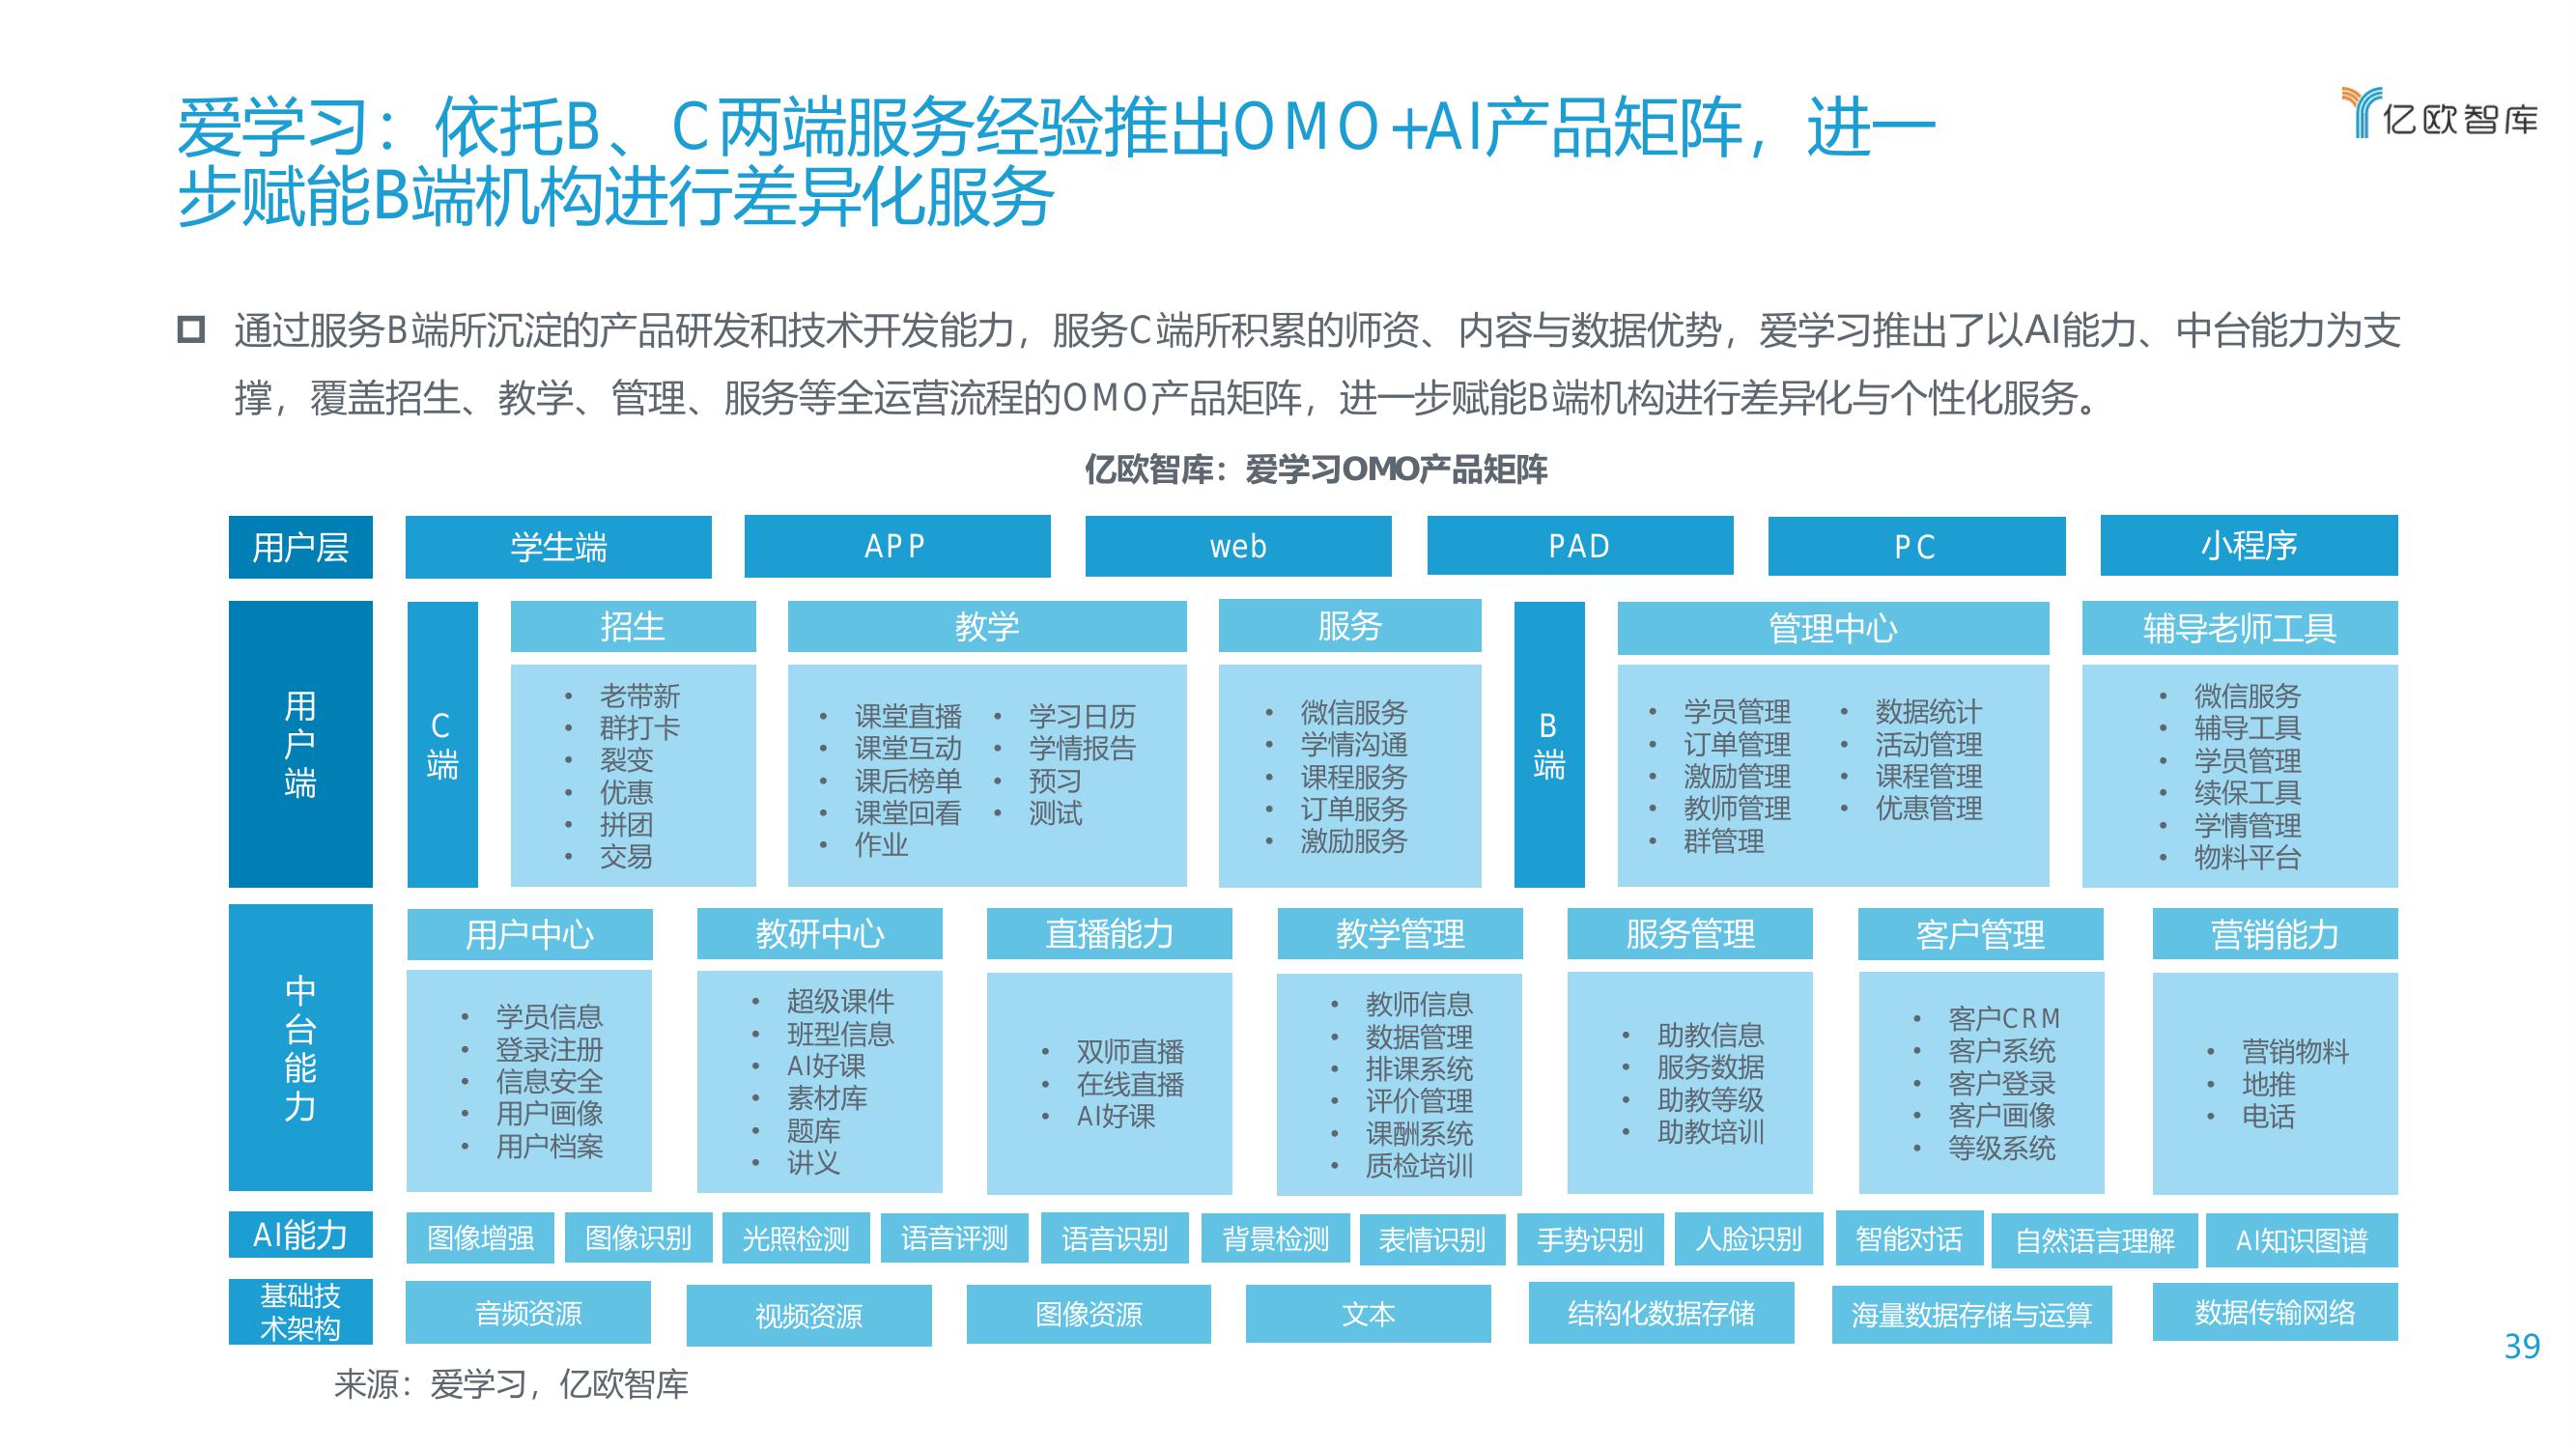 爱学习：依托B、C两端服务经验推出OMO+AI产品矩阵，进一
步赋能B端机构进行差异化服务
亿欧智库
通过服务B端所沉淀的产品研发和技术开发能力，服务C端所积累的师资、内容与数据优势，爱学习推出了以AI能力、中台能力为支
撑，覆盖招生、教学、管理、服务等全运营流程的OMO产品矩阵，进一步赋能B端机构进行差异化与个性化服务。
亿欧智库：爱学习OMO产品矩阵
用户层
学生端
APP
web
PAD
PC
小程序
用户端
C端
招生
• 老带新
• 群打卡
• 裂变
• 优惠
• 拼团
• 交易
教学
• 课堂直播
• 课堂互动
• 课后榜单
• 课堂回看
• 作业
• 学习日历
• 学情报告
• 预习
• 测试
服务
• 微信服务
• 学情沟通
• 课程服务
• 订单服务
• 激励服务
B端
管理中心
• 学员管理
• 订单管理
• 激励管理
• 教师管理
• 群管理
• 数据统计
• 活动管理
• 课程管理
• 优惠管理
辅导老师工具
• 微信服务
• 辅导工具
• 学员管理
• 续保工具
• 学情管理
• 物料平台
中台能力
用户中心
• 学员信息
• 登录注册
• 信息安全
• 用户画像
• 用户档案
教研中心
• 超级课件
• 班型信息
• AI好课
• 素材库
• 题库
• 讲义
直播能力
• 双师直播
• 在线直播
• AI好课
教学管理
• 教师信息
• 数据管理
• 排课系统
• 评价管理
• 课酬系统
• 质检培训
服务管理
• 助教信息
• 服务数据
• 助教等级
• 助教培训
客户管理
• 客户CRM
• 客户系统
• 客户登录
• 客户画像
• 等级系统
营销能力
• 营销物料
• 地推
• 电话
AI能力
图像增强
图像识别
光照检测
语音评测
语音识别
背景检测
表情识别
手势识别
人脸识别
智能对话
自然语言理解
AI知识图谱
基础技
术架构
音频资源
视频资源
图像资源
文本
结构化数据存储
海量数据存储与运算
数据传输网络
39
来源：爱学习，亿欧智库